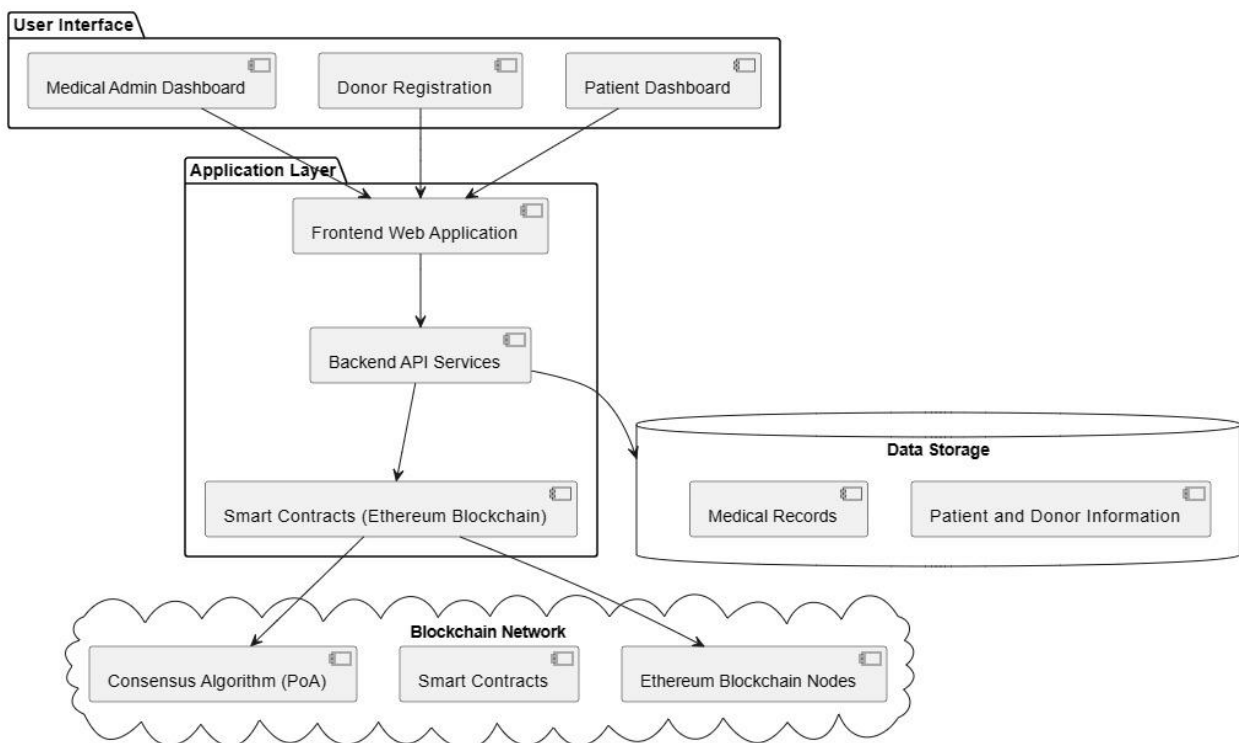 User Interface
Medical Admin Dashboard
Donor Registration
Patient Dashboard
Application Layer
Frontend Web Application
Backend API Services
Data Storage
Medical Records
Patient and Donor Information
Smart Contracts (Ethereum Blockchain)
Blockchain Network
Consensus Algorithm (PoA)
Smart Contracts
Ethereum Blockchain Nodes